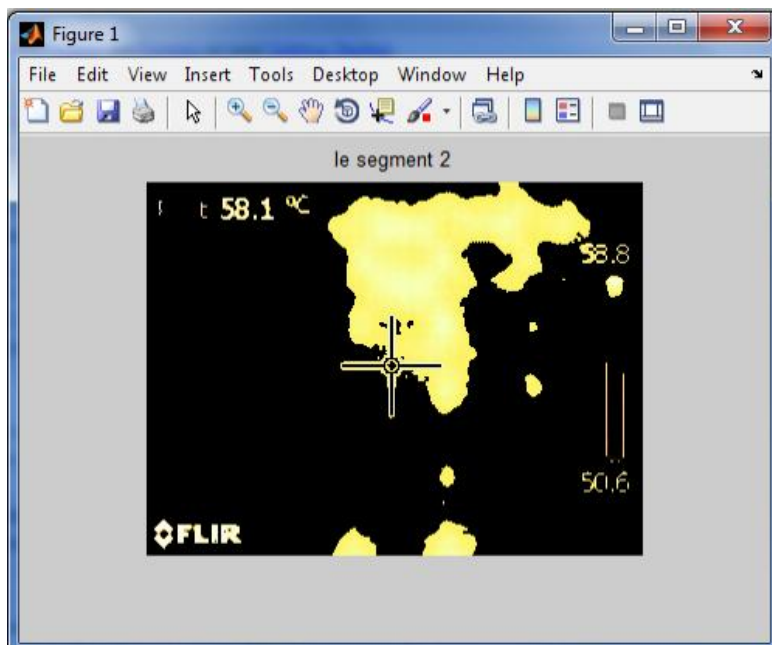 Figure 1
File Edit View Insert Tools Desktop Window Help
le segment 2
t 58.1 °C
58.8
50.6
FLIR